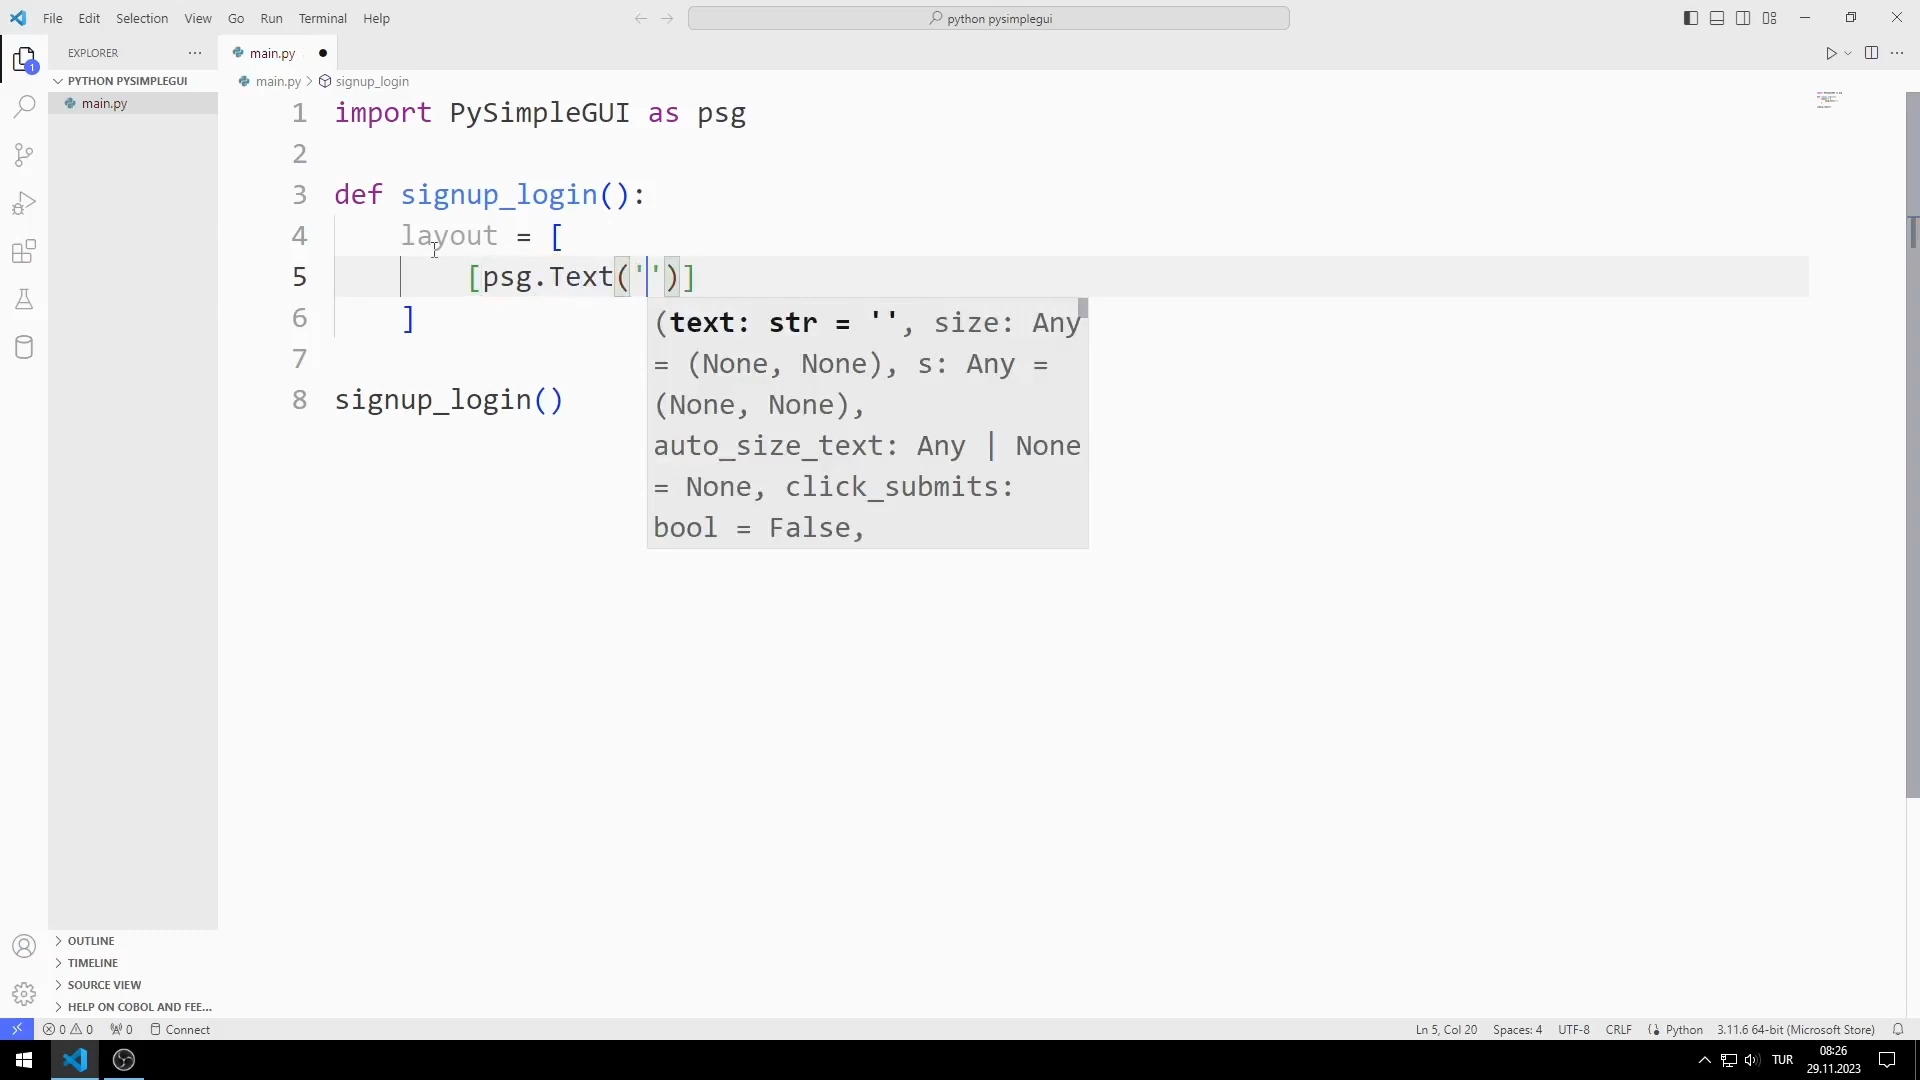 File Edit Selection View Go Run Terminal Help
python pysimplegui
EXPLORER
main.py
PYTHON PYSIMPLEGUI
main.py
main.py > signup_login
1 import PySimpleGUI as psg
2
3 def signup_login():
4 layout = [
5 [psg.Text('')]
6 ]
7
8 signup_login()
(text: str = '', size: Any
= (None, None), s: Any =
(None, None),
auto_size_text: Any | None
= None, click_submits:
bool = False,
1
OUTLINE
TIMELINE
SOURCE VIEW
HELP ON COBOL AND FEE...
0 0 0 Connect
Ln 5, Col 20 Spaces: 4 UTF-8 CRLF Python 3.11.6 64-bit (Microsoft Store)
TUR
08:26
29.11.2023